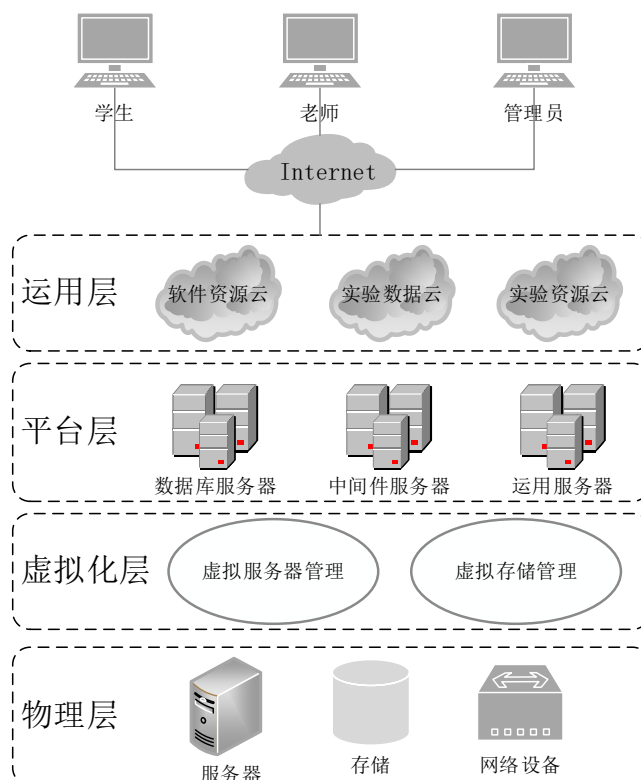 学生 老师 管理员
Internet
运用层
软件资源云 实验数据云 实验资源云
平台层
数据库服务器 中间件服务器 运用服务器
虚拟化层
虚拟服务器管理 虚拟存储管理
物理层
服务器 存储 网络设备